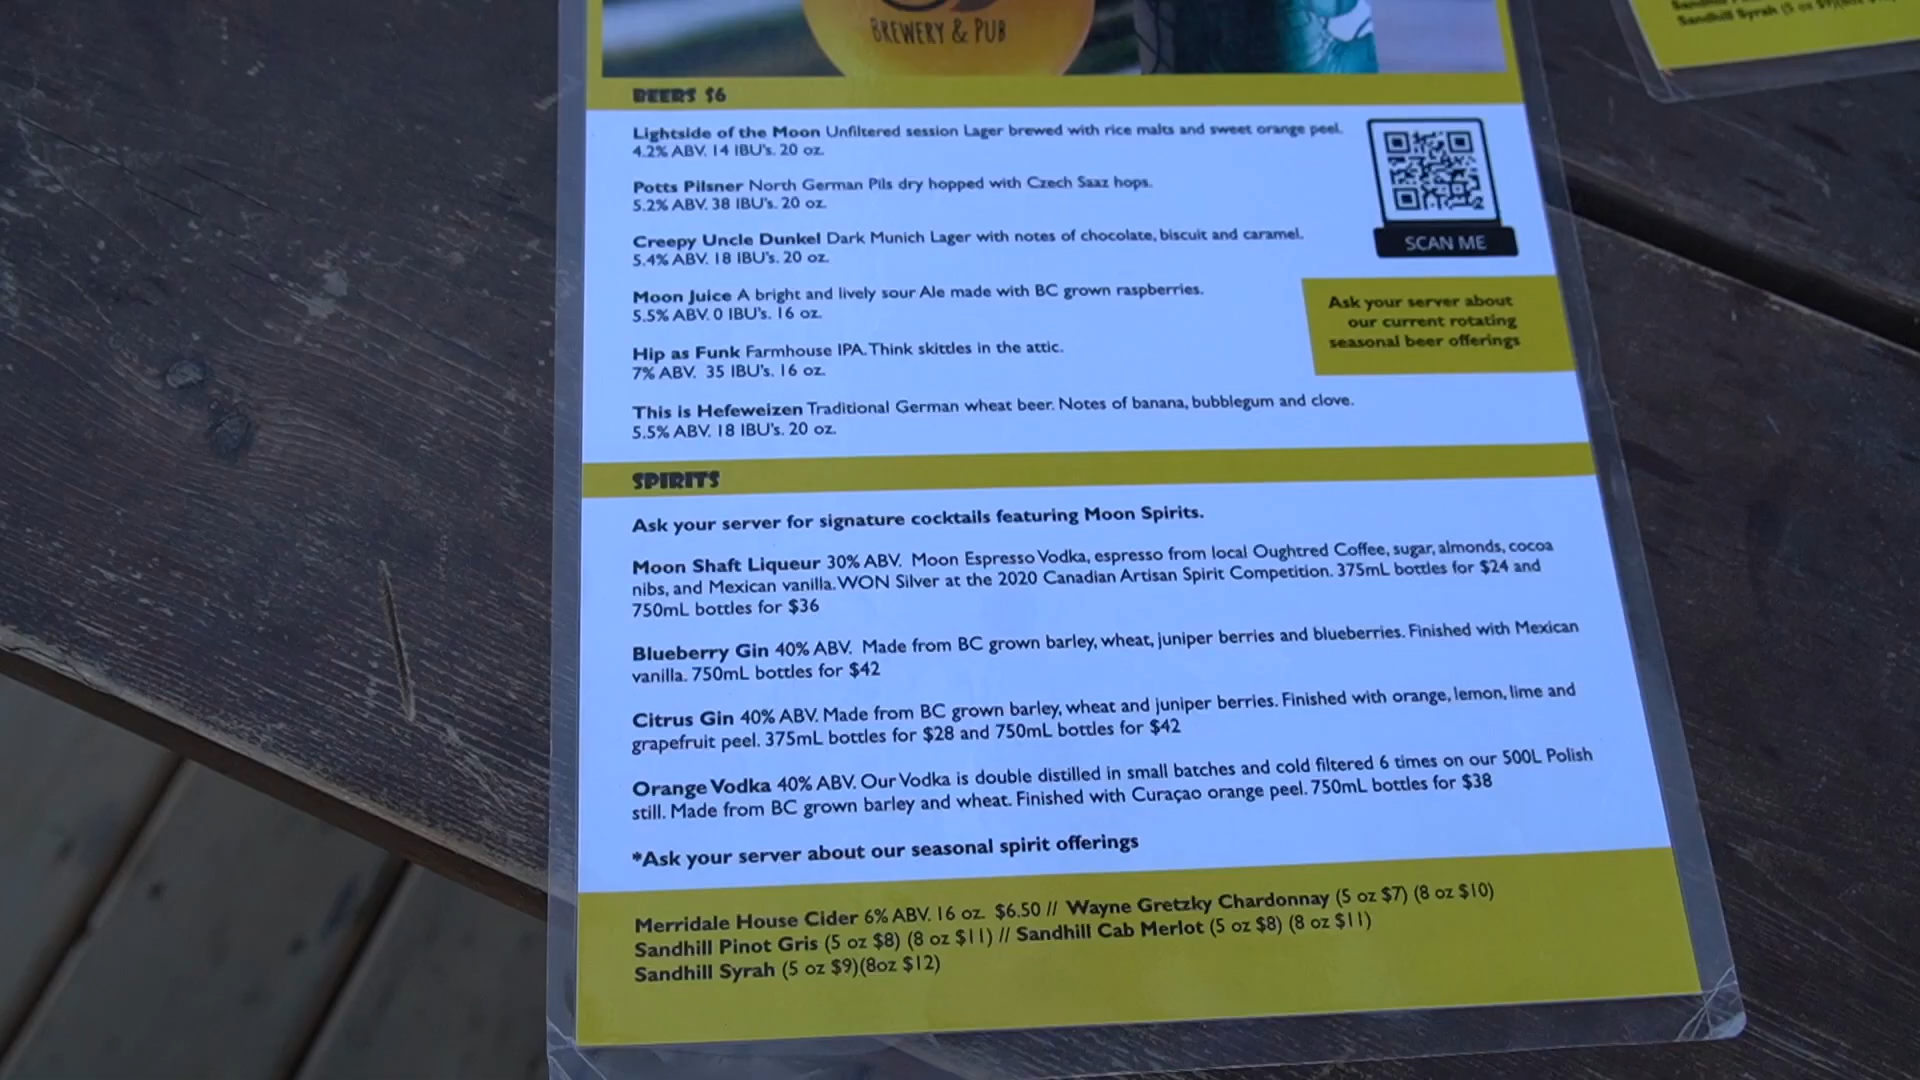 BREWERY & PUB
BEERS $6
Lightside of the Moon Unfiltered session Lager brewed with rice malts and sweet orange peel.
4.2% ABV. 14 IBU's. 20 oz.
Potts Pilsner North German Pils dry hopped with Czech Saaz hops.
5.2% ABV. 38 IBU's. 20 oz.
Creepy Uncle Dunkel Dark Munich Lager with notes of chocolate, biscuit and caramel.
5.4% ABV. 18 IBU's. 20 oz.
Moon Juice A bright and lively sour Ale made with BC grown raspberries.
5.5% ABV. 0 IBU's. 16 oz.
Hip as Funk Farmhouse IPA. Think skittles in the attic.
7% ABV. 35 IBU's. 16 oz.
This is Hefeweizen Traditional German wheat beer. Notes of banana, bubblegum and clove.
5.5% ABV. 18 IBU's. 20 oz.
SCAN ME
Ask your server about
our current rotating
seasonal beer offerings
SPIRITS
Ask your server for signature cocktails featuring Moon Spirits.
Moon Shaft Liqueur 30% ABV. Moon Espresso Vodka, espresso from local Oughtred Coffee, sugar, almonds, cocoa
nibs, and Mexican vanilla. WON Silver at the 2020 Canadian Artisan Spirit Competition. 375mL bottles for $24 and
750mL bottles for $36
Blueberry Gin 40% ABV. Made from BC grown barley, wheat, juniper berries and blueberries. Finished with Mexican
vanilla. 750mL bottles for $42
Citrus Gin 40% ABV. Made from BC grown barley, wheat and juniper berries. Finished with orange, lemon, lime and
grapefruit peel. 375mL bottles for $28 and 750mL bottles for $42
Orange Vodka 40% ABV. Our Vodka is double distilled in small batches and cold filtered 6 times on our 500L Polish
still. Made from BC grown barley and wheat. Finished with Curaçao orange peel. 750mL bottles for $38
*Ask your server about our seasonal spirit offerings
Merridale House Cider 6% ABV. 16 oz. $6.50 // Wayne Gretzky Chardonnay (5 oz $7) (8 oz $10)
Sandhill Pinot Gris (5 oz $8) (8 oz $11) // Sandhill Cab Merlot (5 oz $8) (8 oz $11)
Sandhill Syrah (5 oz $9)(8oz $12)
Sandhill Syrah (5 oz